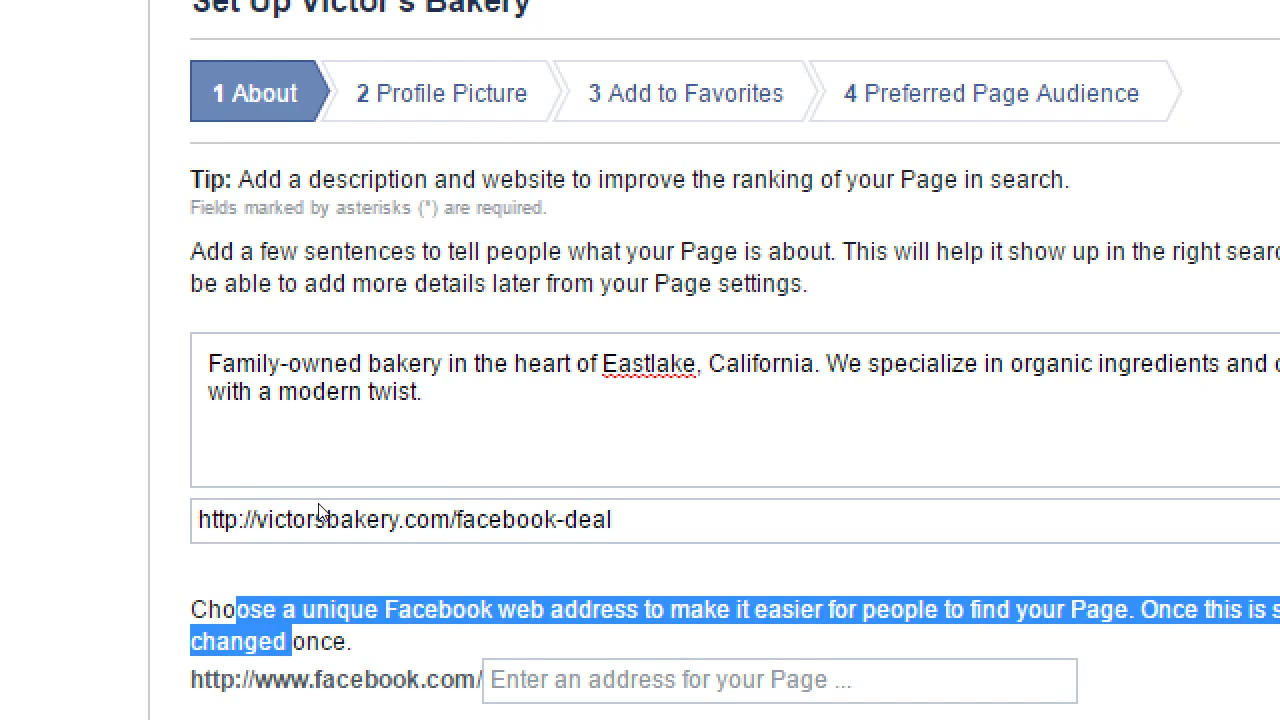 Set Up Victor's Bakery
1 About
2 Profile Picture
3 Add to Favorites
4 Preferred Page Audience
Tip: Add a description and website to improve the ranking of your Page in search.
Fields marked by asterisks (*) are required.
Add a few sentences to tell people what your Page is about. This will help it show up in the right
be able to add more details later from your Page settings.
Family-owned bakery in the heart of Eastlake, California. We specialize in organic ingredients and
with a modern twist.
http://victorsbakery.com/facebook-deal
Choose a unique Facebook web address to make it easier for people to find your Page. Once this is
changed once.
http://www.facebook.com/ Enter an address for your Page ...